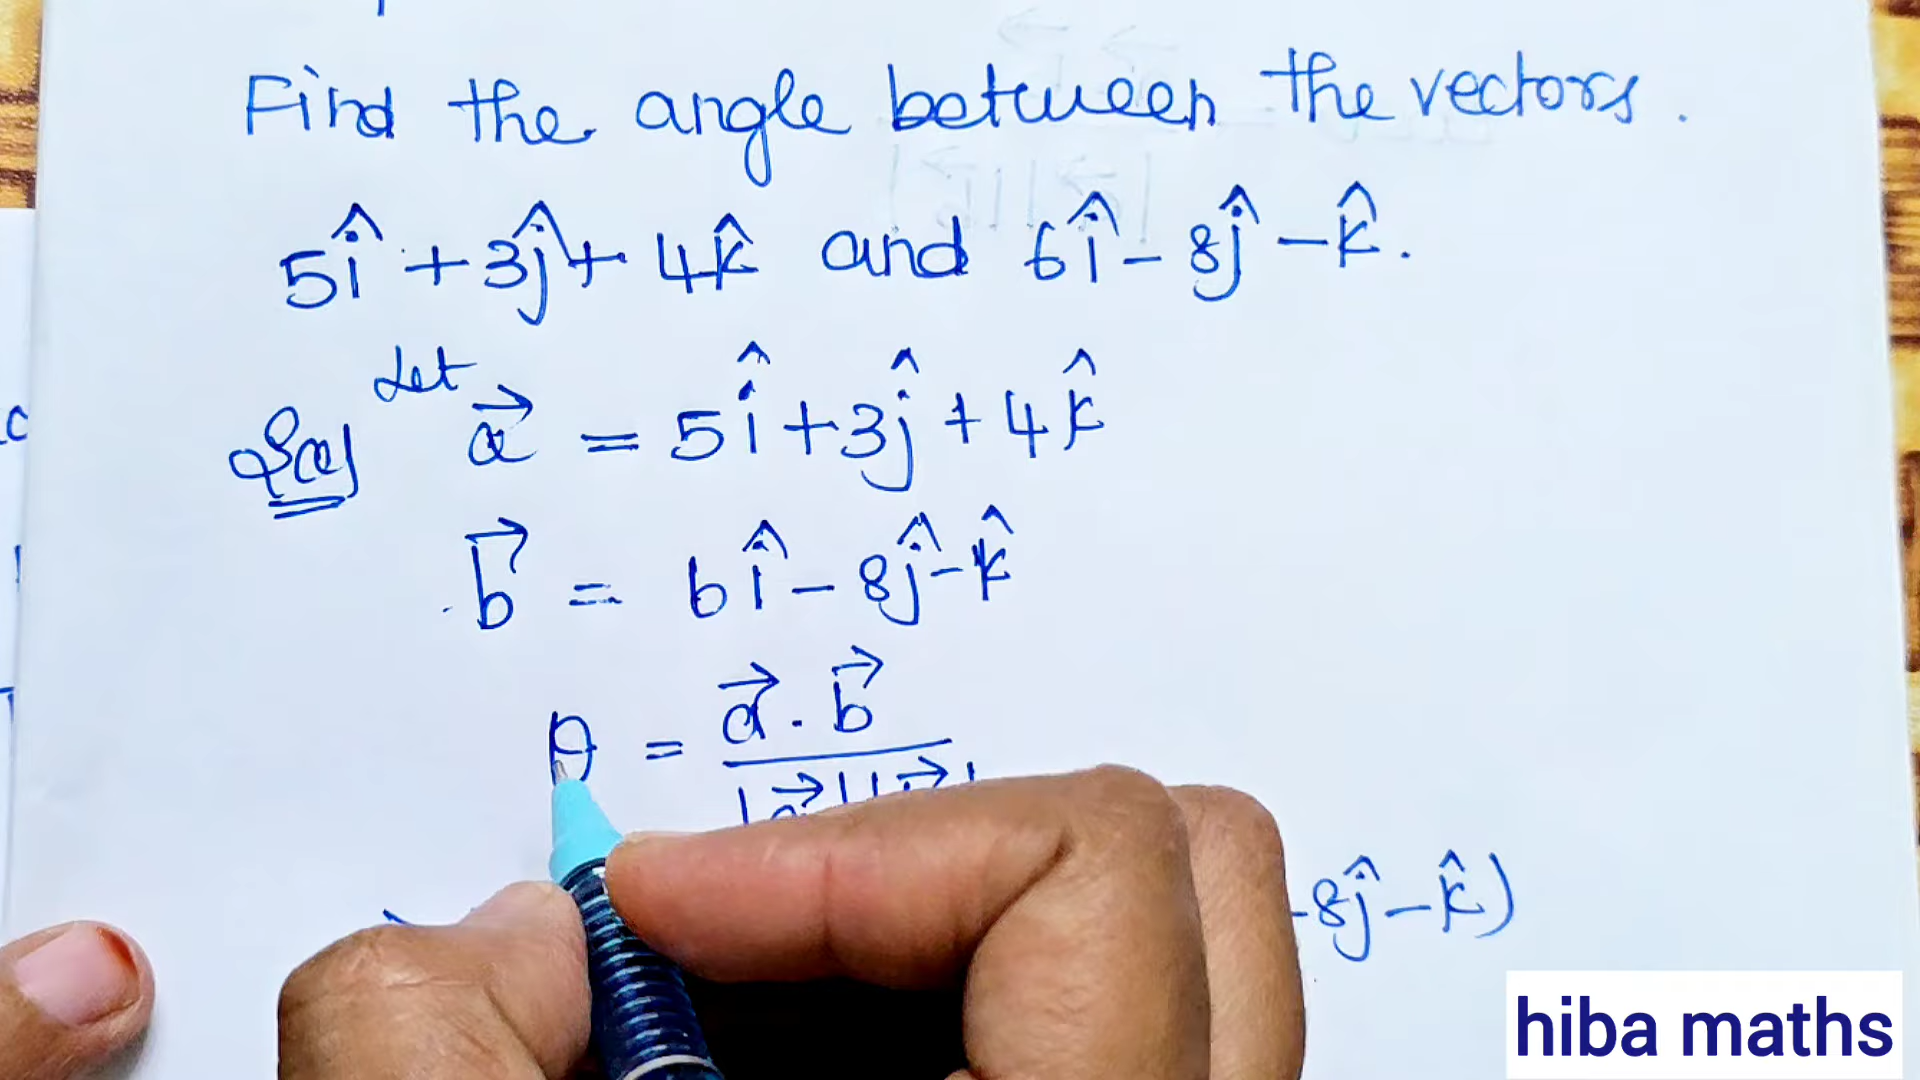 Find the angle between the vectors.
5î + 3ĵ + 4k̂ and 6î - 8ĵ - k̂.
Let
Sol a⃗ = 5î + 3ĵ + 4k̂
b⃗ = 6î - 8ĵ - k̂
θ = a⃗ . b⃗
|a⃗||b⃗|
- 8ĵ - k̂)
hiba maths